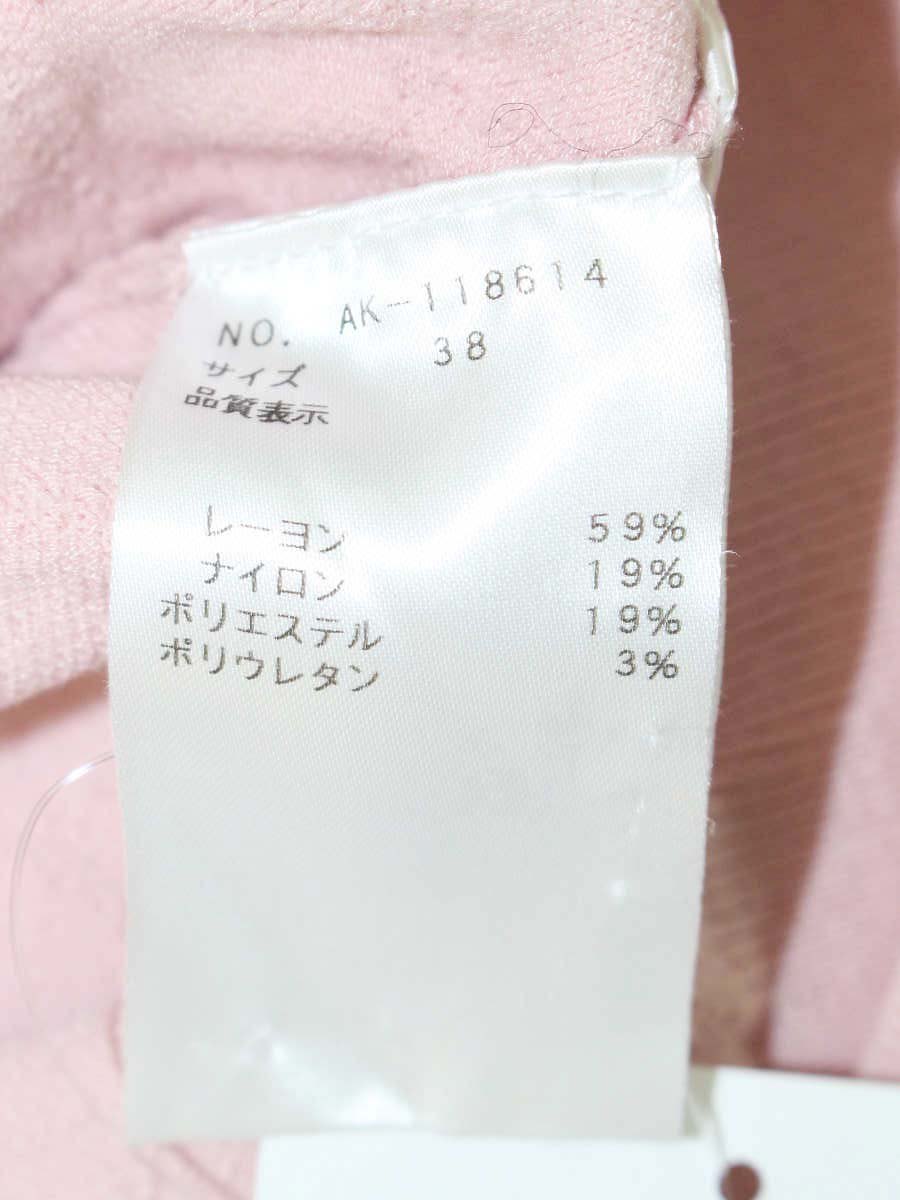 NO. AK-118614
サイズ 38
品質表示
レーヨン 59%
ナイロン 19%
ポリエステル 19%
ポリウレタン 3%